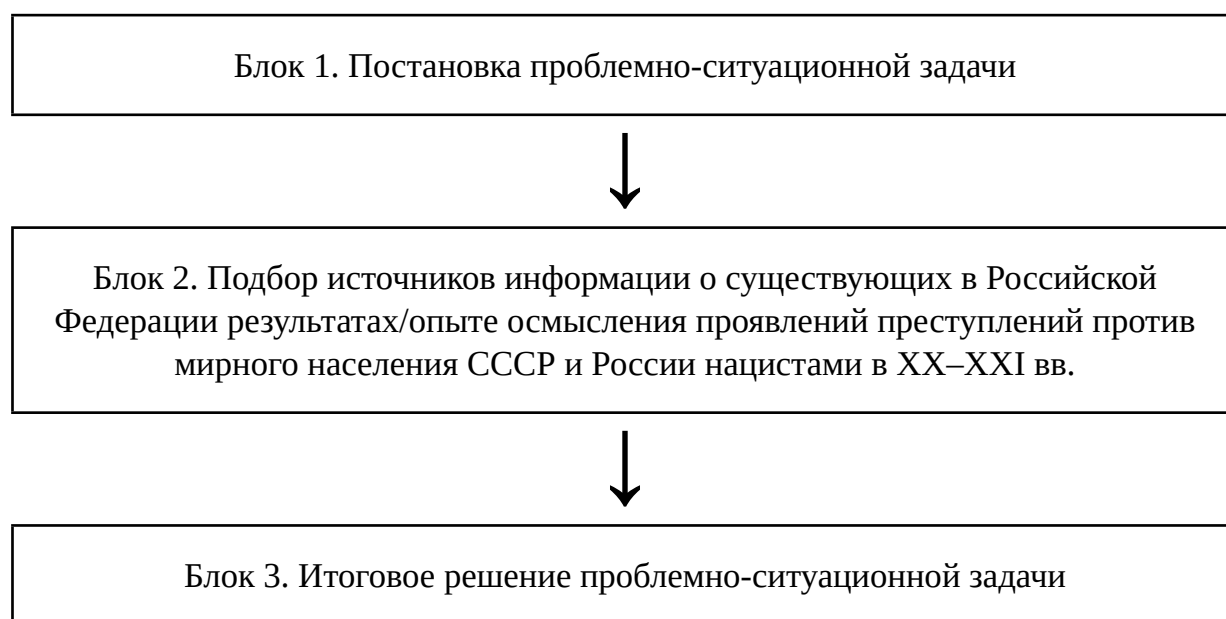 Блок 1. Постановка проблемно-ситуационной задачи
Блок 2. Подбор источников информации о существующих в Российской
Федерации результатах/опыте осмысления проявлений преступлений против
мирного населения СССР и России нацистами в XX–XXI вв.
Блок 3. Итоговое решение проблемно-ситуационной задачи